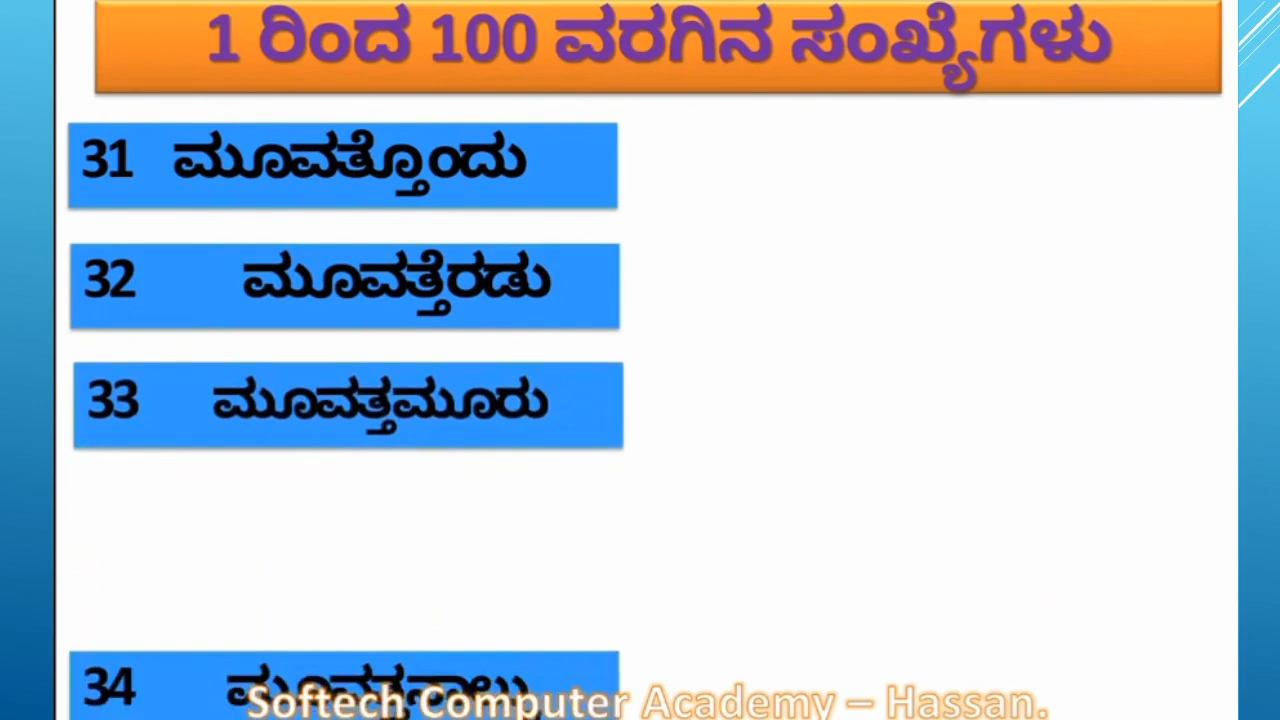 1 ರಿಂದ 100 ವರಗಿನ ಸಂಖ್ಯೆಗಳು
31 ಮೂವತ್ತೊಂದು
32 ಮೂವತ್ತೆರಡು
33 ಮೂವತ್ತಮೂರು
34
Softech Computer Academy – Hassan.